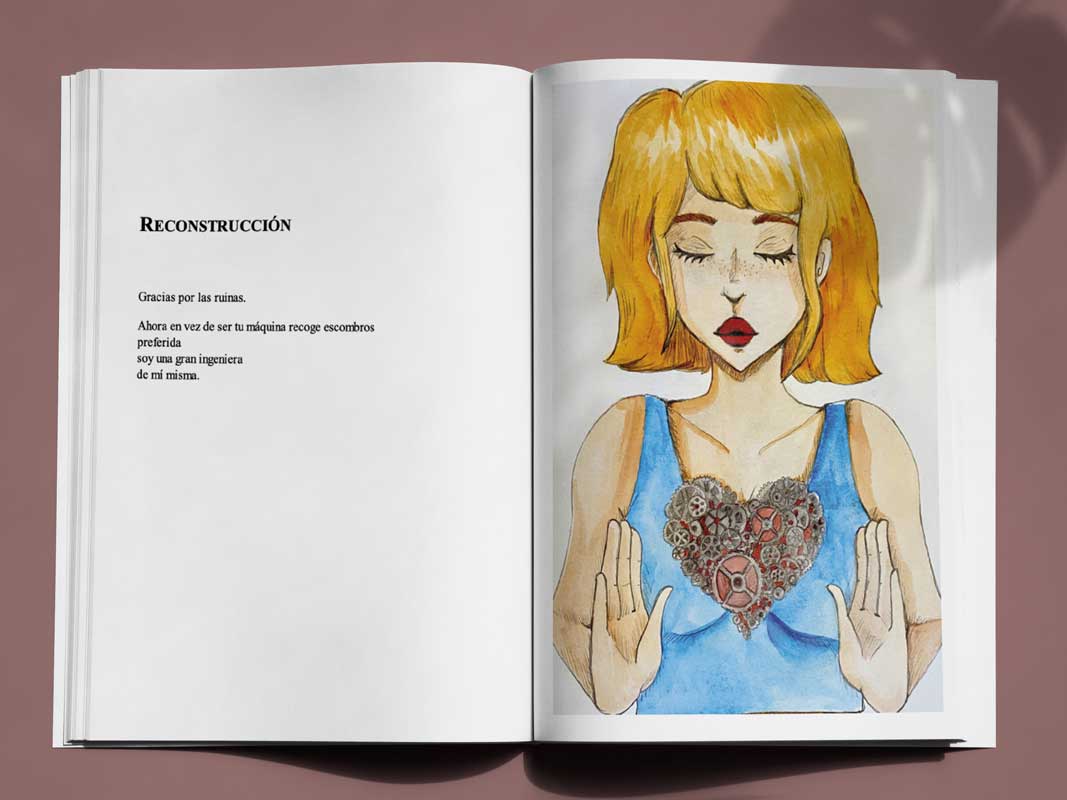 RECONSTRUCCIÓN
Gracias por las ruinas.
Ahora en vez de ser tu máquina recoge escombros
preferida
soy una gran ingeniera
de mí misma.